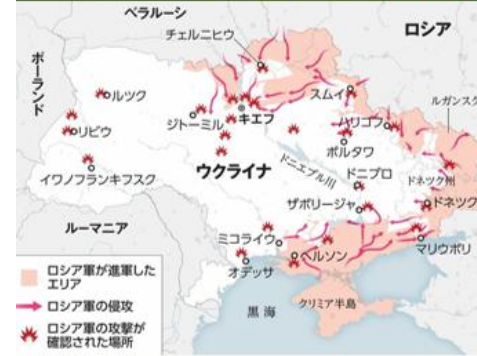 ベラルーシ
ロシア
チェルニヒウ
ポーランド
スムイ
ルツク
ルガンスク
ジトーミル
キエフ
ハリコフ
リビウ
ポルタワ
ウクライナ
ドニエプル川
イワノフランキフスク
ドニプロ
ドネツク州
ザポリージャ
ドネツク
ルーマニア
ミコライウ
マリウポリ
オデッサ
ヘルソン
黒海
クリミア半島
ロシア軍が進軍した
エリア
ロシア軍の侵攻
ロシア軍の攻撃が
確認された場所